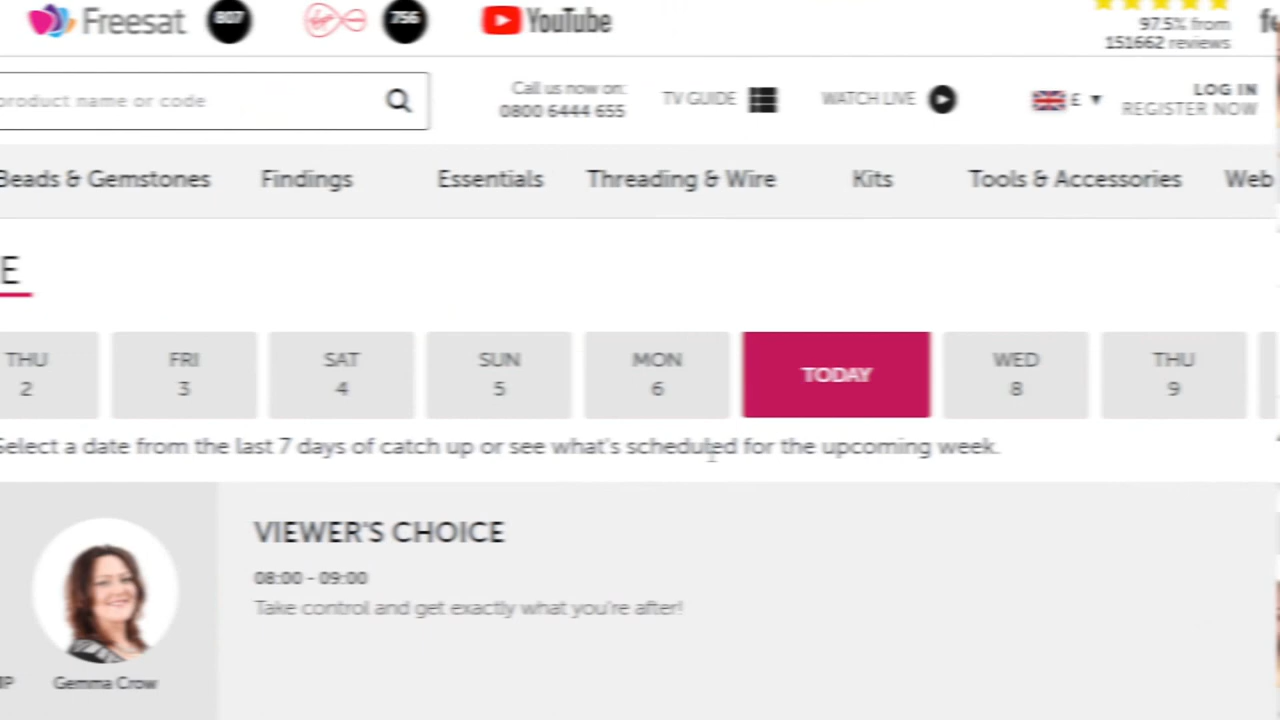 Freesat 807 virgin 756 YouTube
97.5% from
151662 reviews
product name or code
Call us now on:
0800 6444 655
TV GUIDE
WATCH LIVE
E
LOG IN
REGISTER NOW
Beads & Gemstones Findings Essentials Threading & Wire Kits Tools & Accessories Web
E
THU 2
FRI 3
SAT 4
SUN 5
MON 6
TODAY
WED 8
THU 9
Select a date from the last 7 days of catch up or see what's scheduled for the upcoming week.
VIEWER'S CHOICE
08:00 - 09:00
Take control and get exactly what you're after!
Gemma Crow